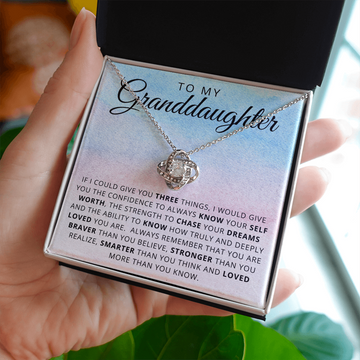 TO MY
Granddaughter
IF I COULD GIVE YOU THREE THINGS, I WOULD GIVE
YOU THE CONFIDENCE TO ALWAYS KNOW YOUR SELF
WORTH, THE STRENGTH TO CHASE YOUR DREAMS
AND THE ABILITY TO KNOW HOW TRULY AND DEEPLY
LOVED YOU ARE. ALWAYS REMEMBER THAT YOU ARE
BRAVER THAN YOU BELIEVE, STRONGER THAN YOU
REALIZE, SMARTER THAN YOU THINK AND LOVED
MORE THAN YOU KNOW.